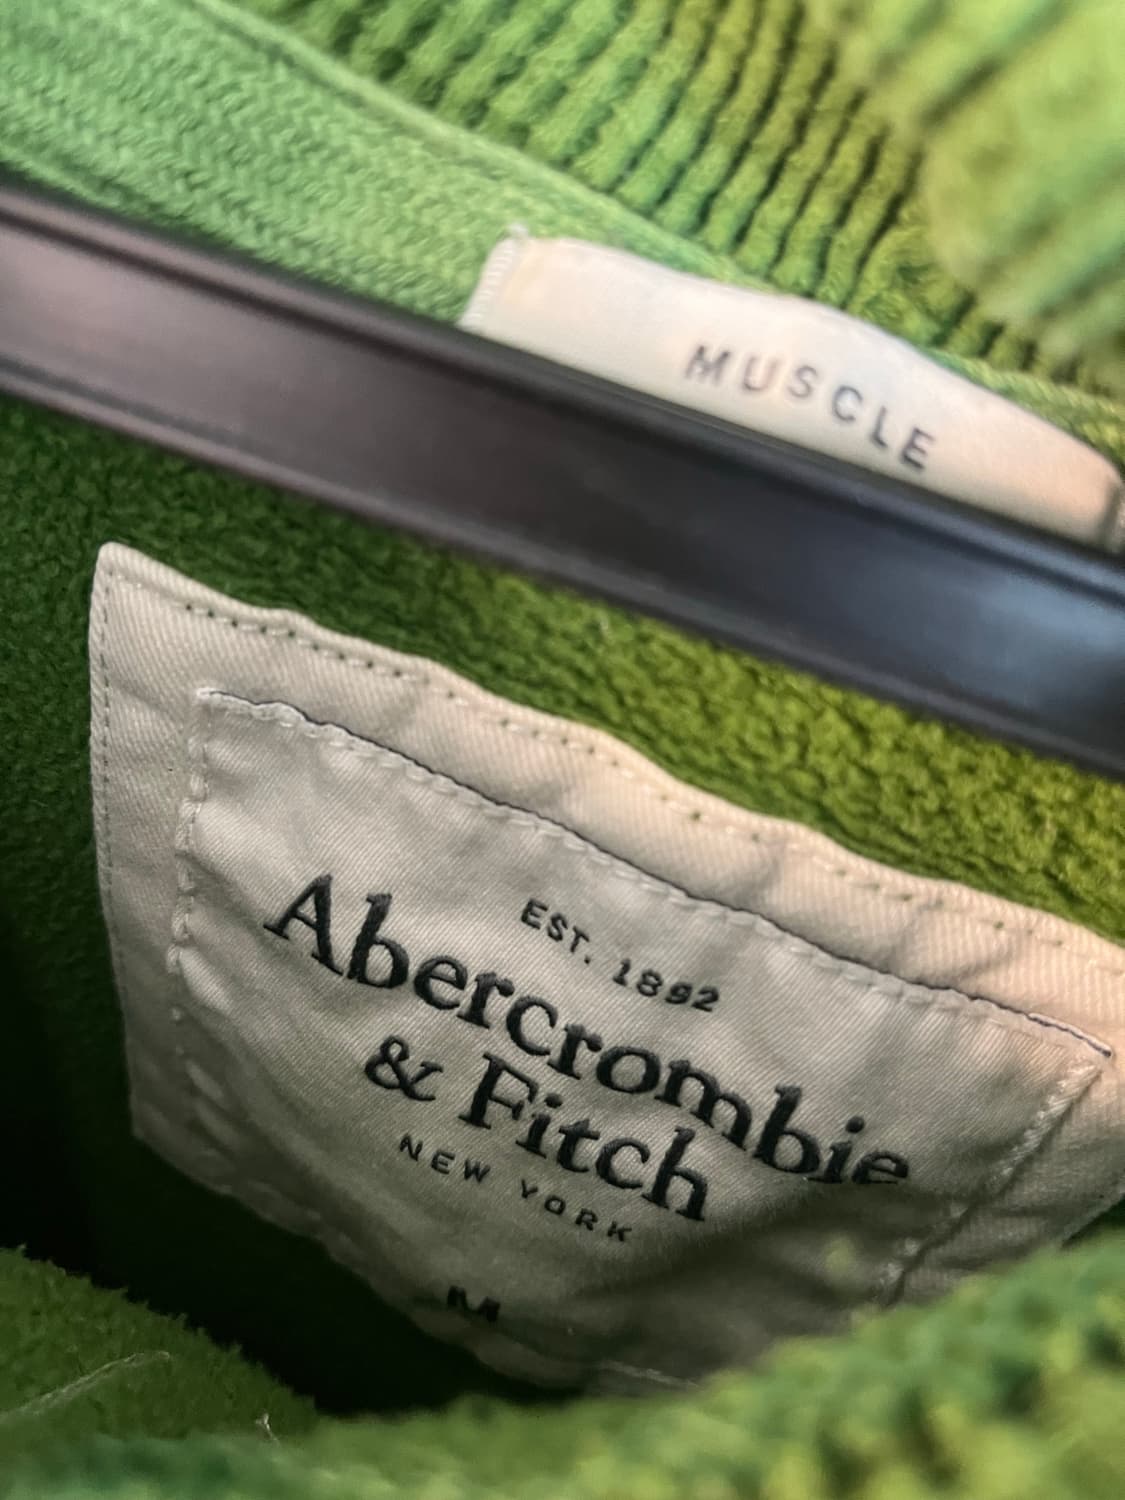 MUSCLE
EST. 1892
Abercrombie
& Fitch
NEW YORK
M